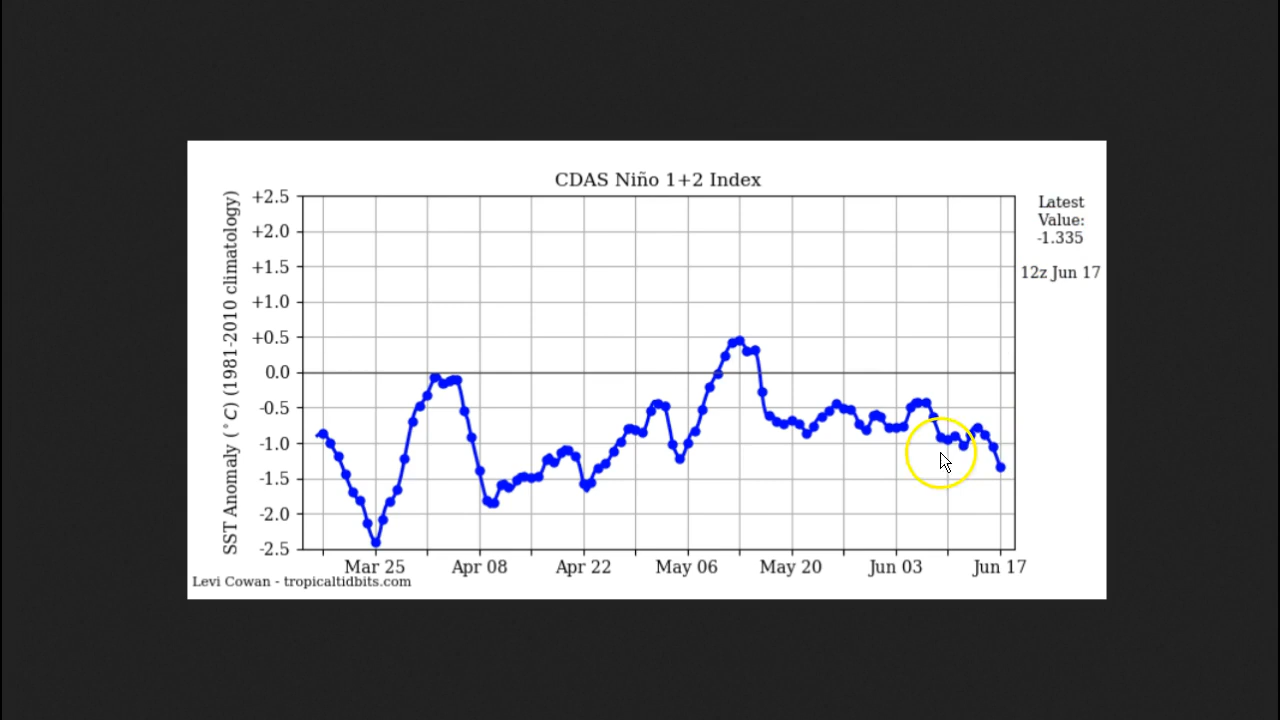 CDAS Niño 1+2 Index
SST Anomaly (°C) (1981-2010 climatology)
+2.5
+2.0
+1.5
+1.0
+0.5
0.0
-0.5
-1.0
-1.5
-2.0
-2.5
Mar 25 Apr 08 Apr 22 May 06 May 20 Jun 03 Jun 17
Latest
Value:
-1.335
12z Jun 17
Levi Cowan - tropicaltidbits.com